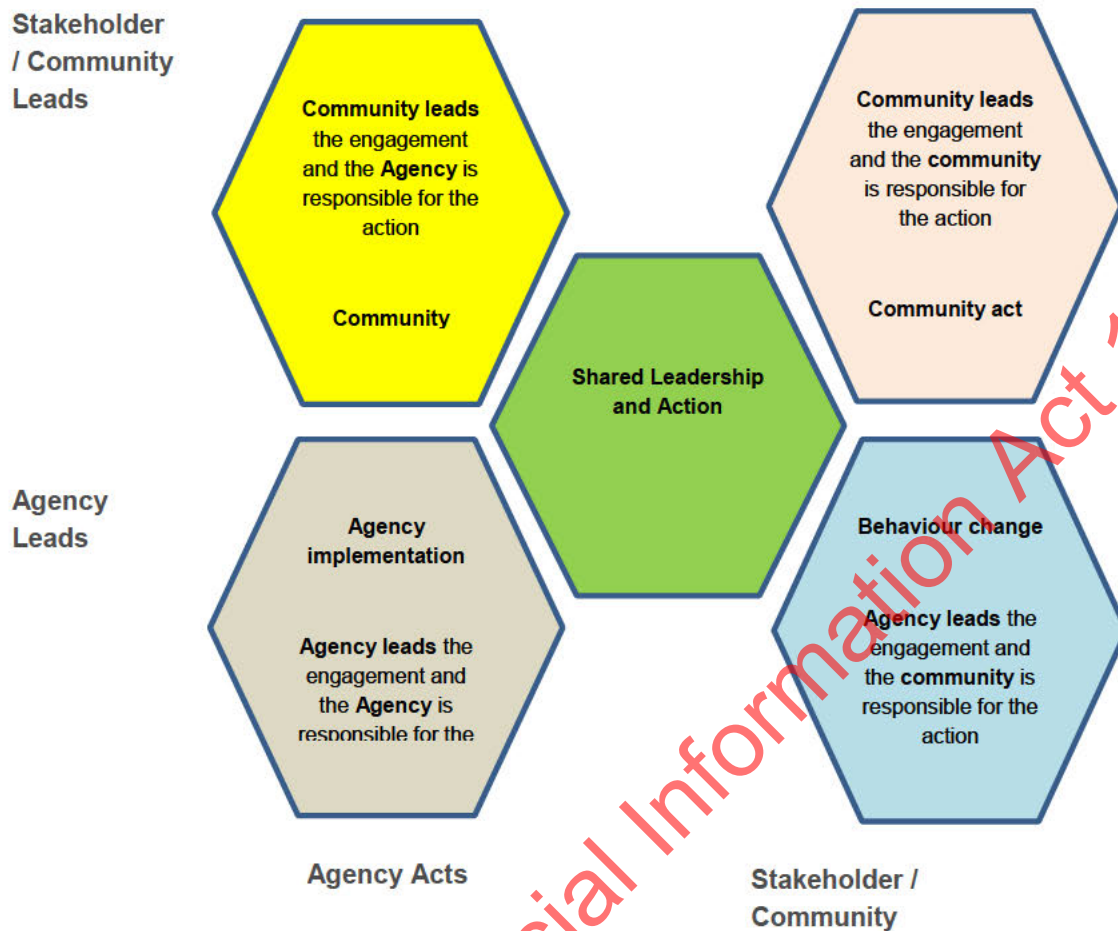 Stakeholder
/ Community
Leads
Community leads
the engagement
and the Agency is
responsible for the
action
Community
Community leads
the engagement
and the community
is responsible for
the action
Community act
Shared Leadership
and Action
Agency
Leads
Agency
implementation
Agency leads the
engagement and
the Agency is
responsible for the
Behaviour change
Agency leads the
engagement and
the community is
responsible for the
action
Agency Acts
Stakeholder /
Community
cial Information Act